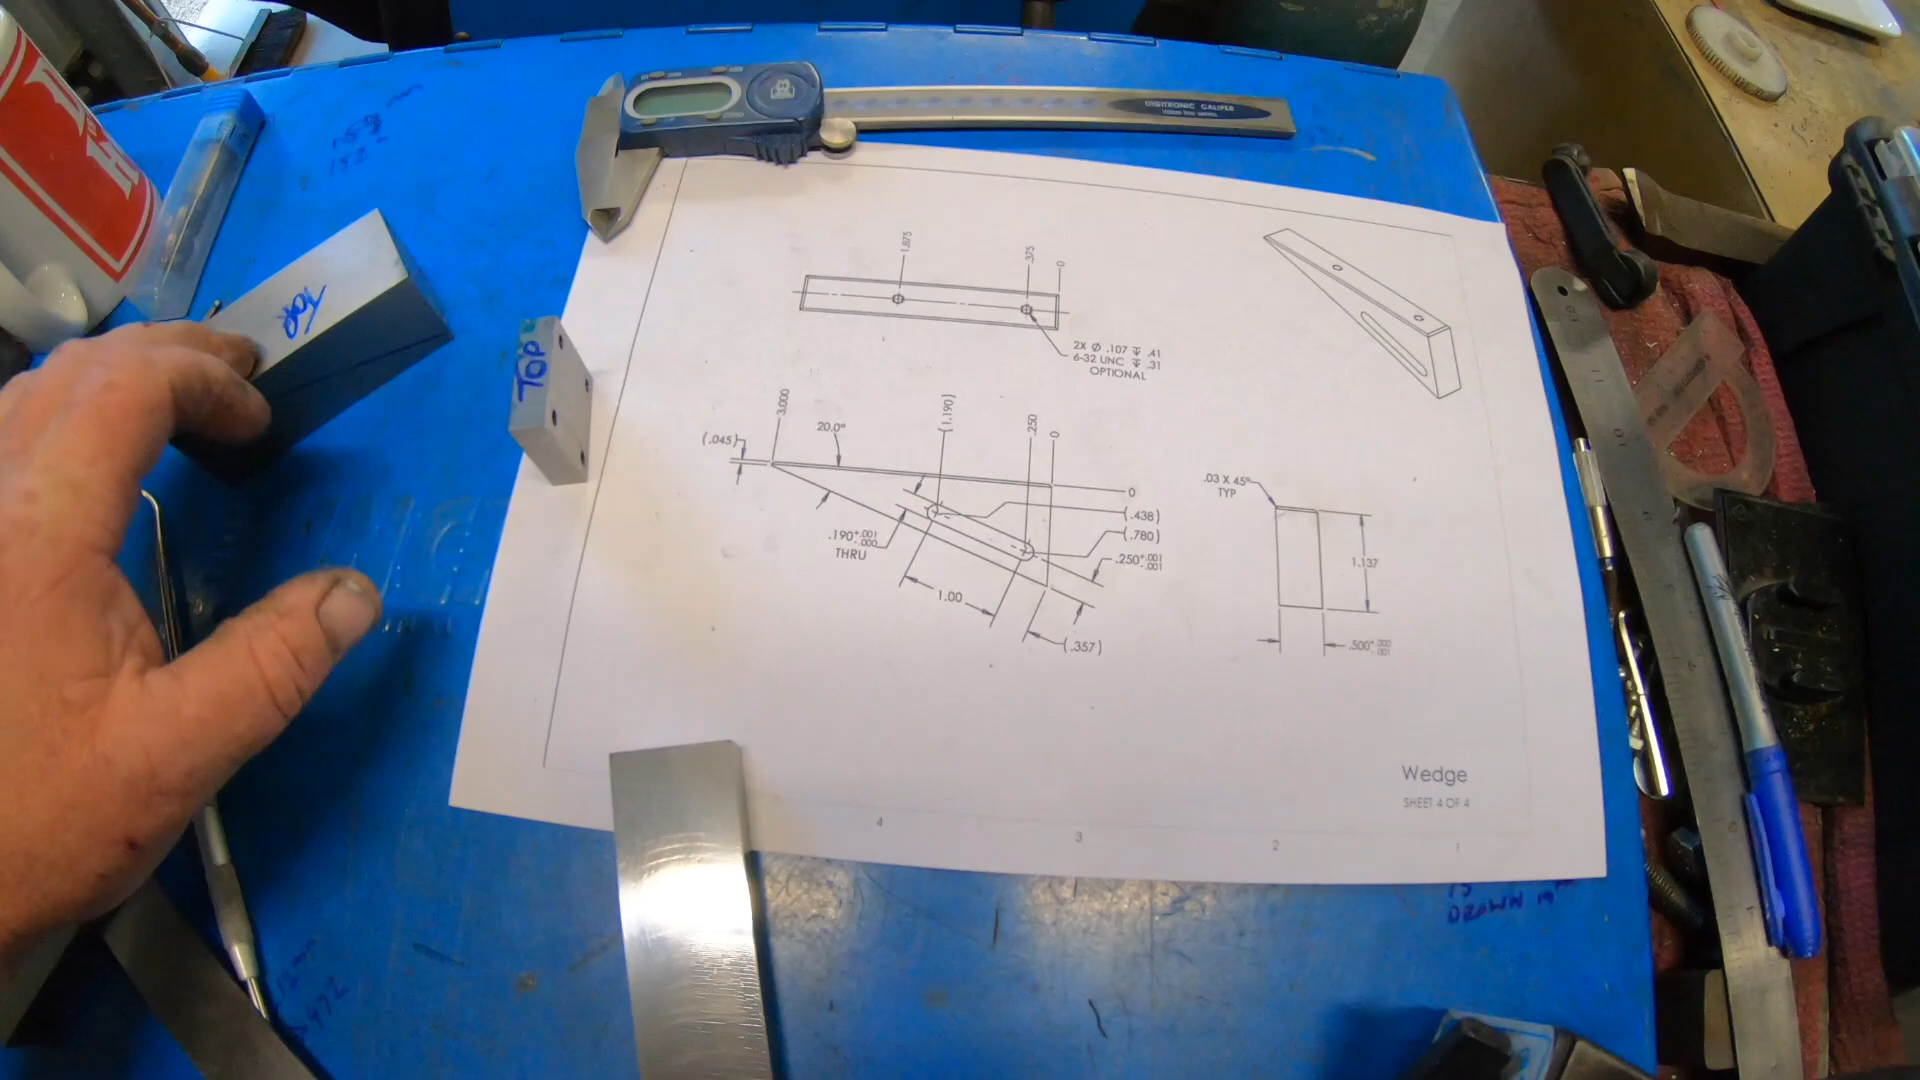 DIGITRONIC CALIPER
TOP
TOP
1.875
.375
0
2X Ø .107 ↧ .41
6-32 UNC ↧ .31
OPTIONAL
3.000
20.0°
(1.190)
.250
0
(.045)
0
(.438)
(.780)
.190 +.001 -.000
THRU
.250 +.001 -.001
1.00
(.357)
.03 X 45°
TYP
1.137
.500 +.000 -.001
Wedge
SHEET 4 OF 4
4
3
2
1
DRAWN